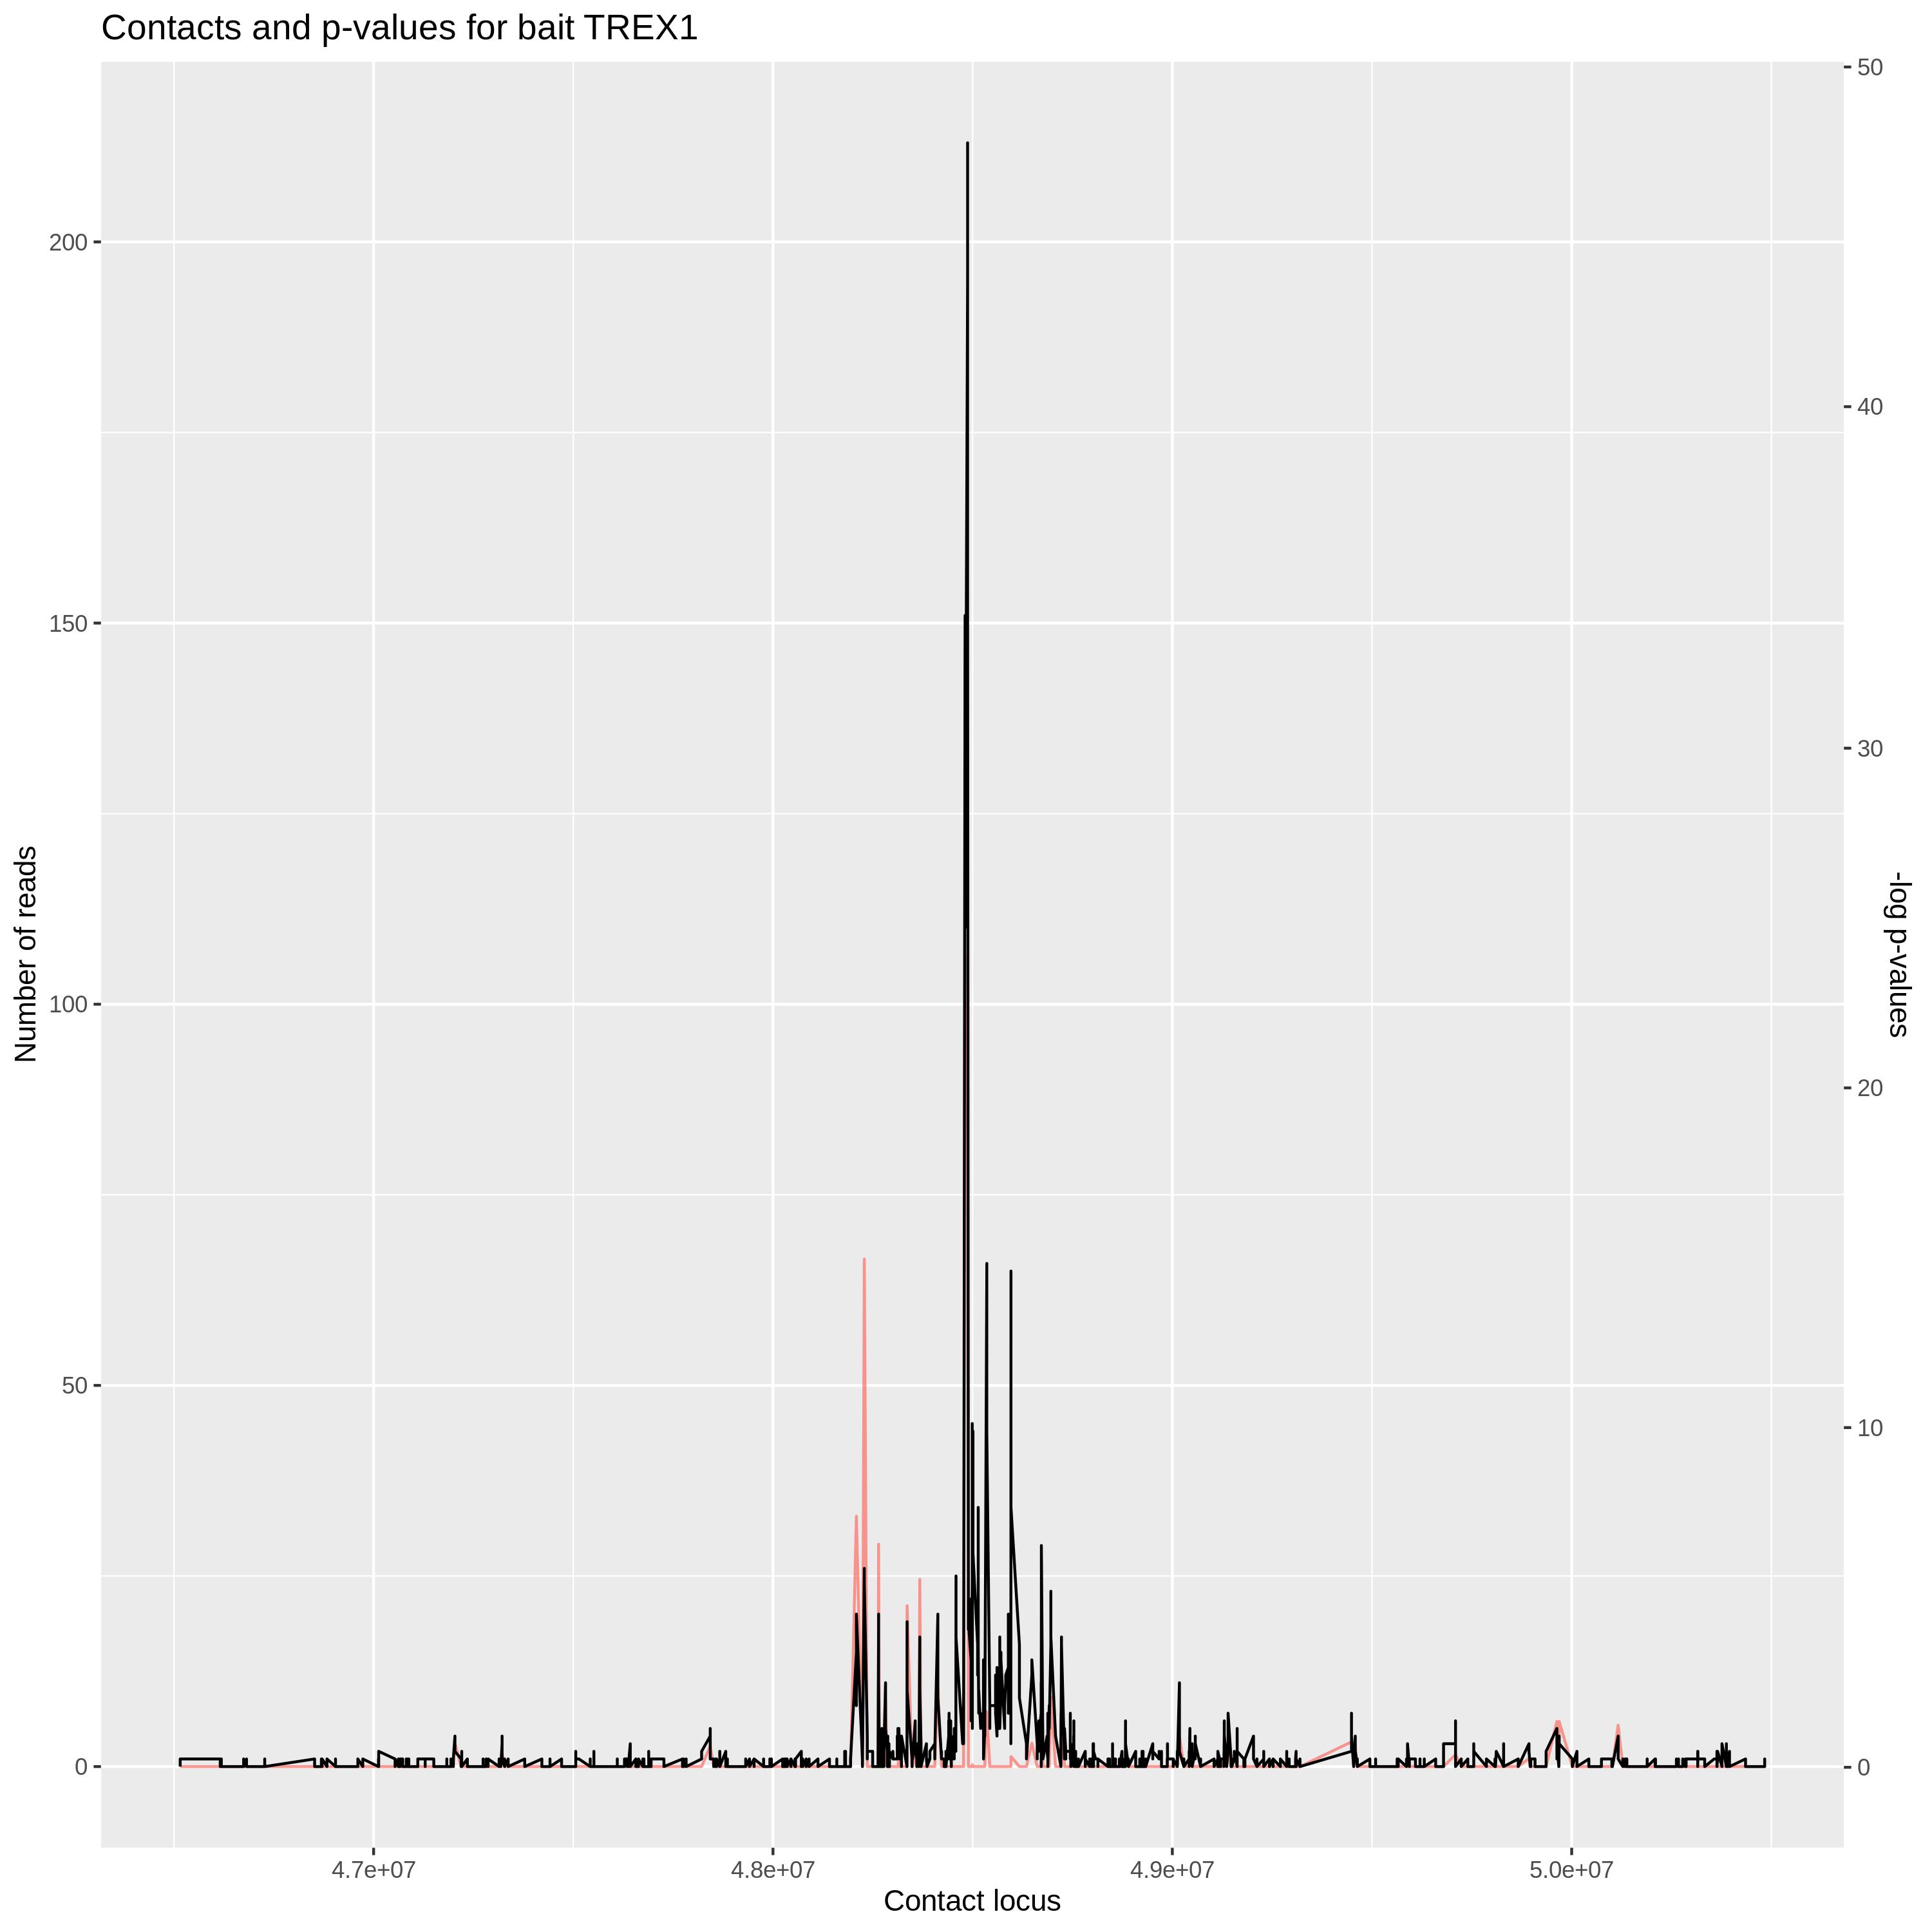 Contacts and p-values for bait TREX1
200
150
100
50
0
Number of reads
50
40
30
20
10
0
-log p-values
4.7e+07
4.8e+07
4.9e+07
5.0e+07
Contact locus